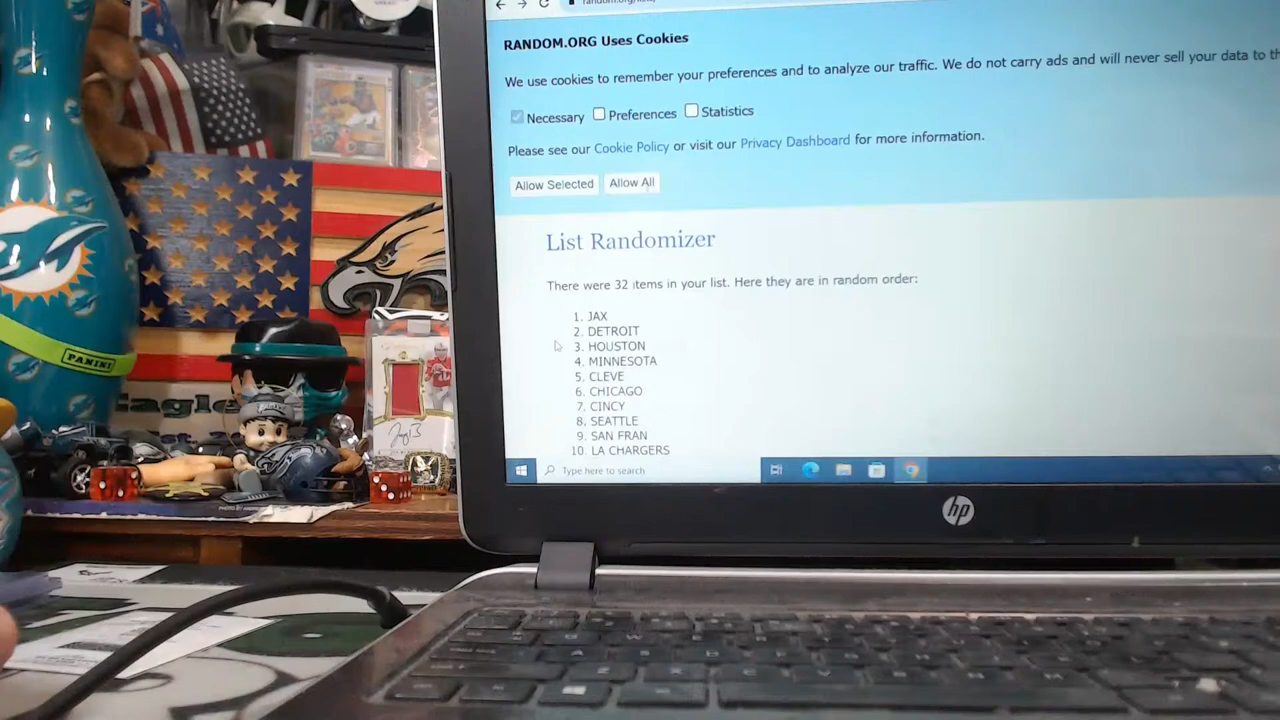 RANDOM.ORG Uses Cookies
We use cookies to remember your preferences and to analyze our traffic. We do not carry ads and will never sell your data to
Necessary Preferences Statistics
Please see our Cookie Policy or visit our Privacy Dashboard for more information.
Allow Selected Allow All
List Randomizer
There were 32 items in your list. Here they are in random order:
1. JAX
2. DETROIT
3. HOUSTON
4. MINNESOTA
5. CLEVE
6. CHICAGO
7. CINCY
8. SEATTLE
9. SAN FRAN
10. LA CHARGERS
Type here to search
hp
PANINI
Eagle